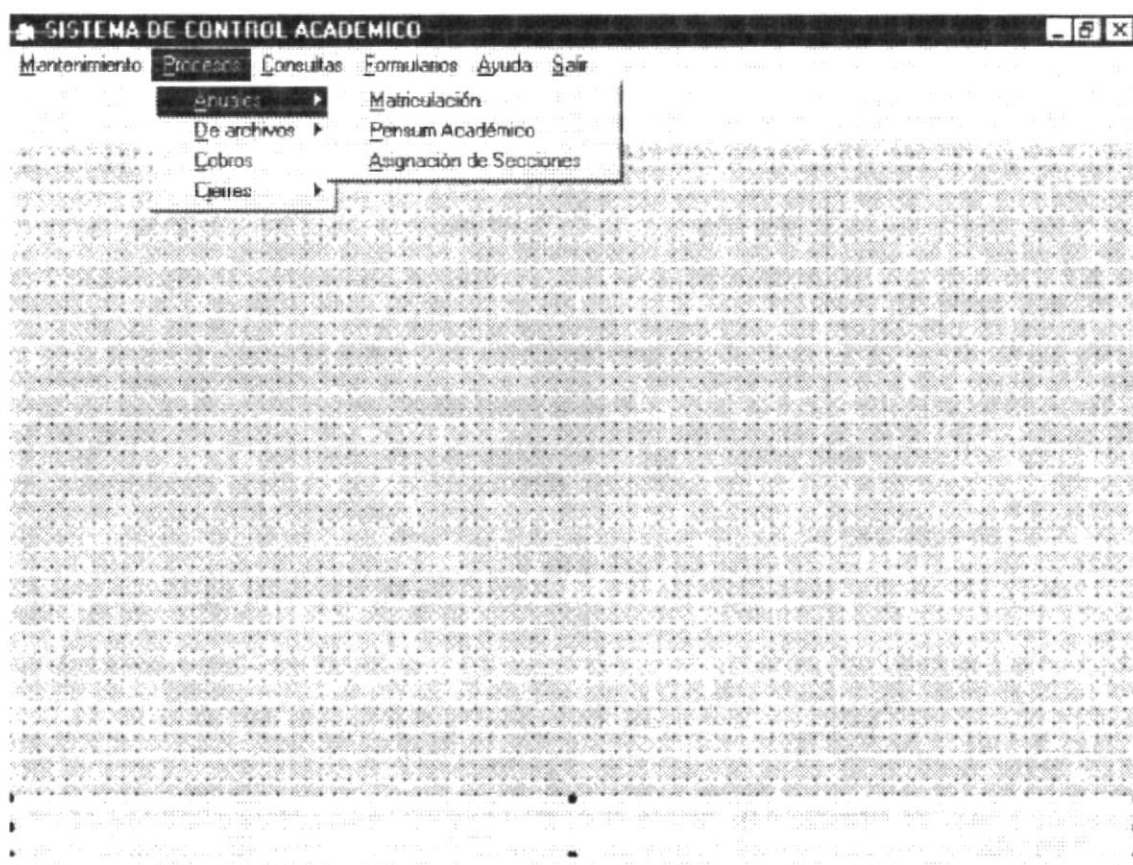 SISTEMA DE CONTROL ACADEMICO
Mantenimiento Procesos Consultas Formularios Ayuda Salir
Anuales Matriculación
De archivos Pensum Académico
Cobros Asignación de Secciones
Cierres